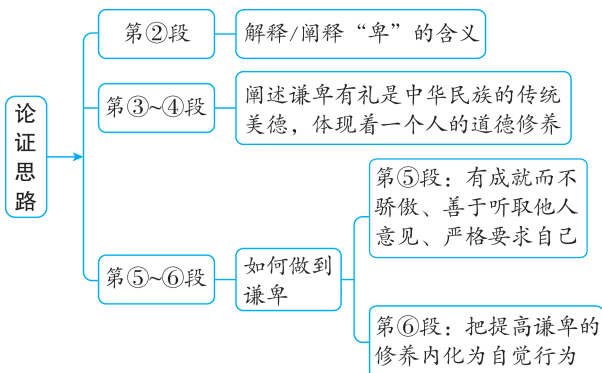 论
证
思
路
第②段
解释/阐释“卑”的含义
第③~④段
阐述谦卑有礼是中华民族的传统
美德，体现着一个人的道德修养
第⑤~⑥段
如何做到
谦卑
第⑤段：有成就而不
骄傲、善于听取他人
意见、严格要求自己
第⑥段：把提高谦卑的
修养内化为自觉行为